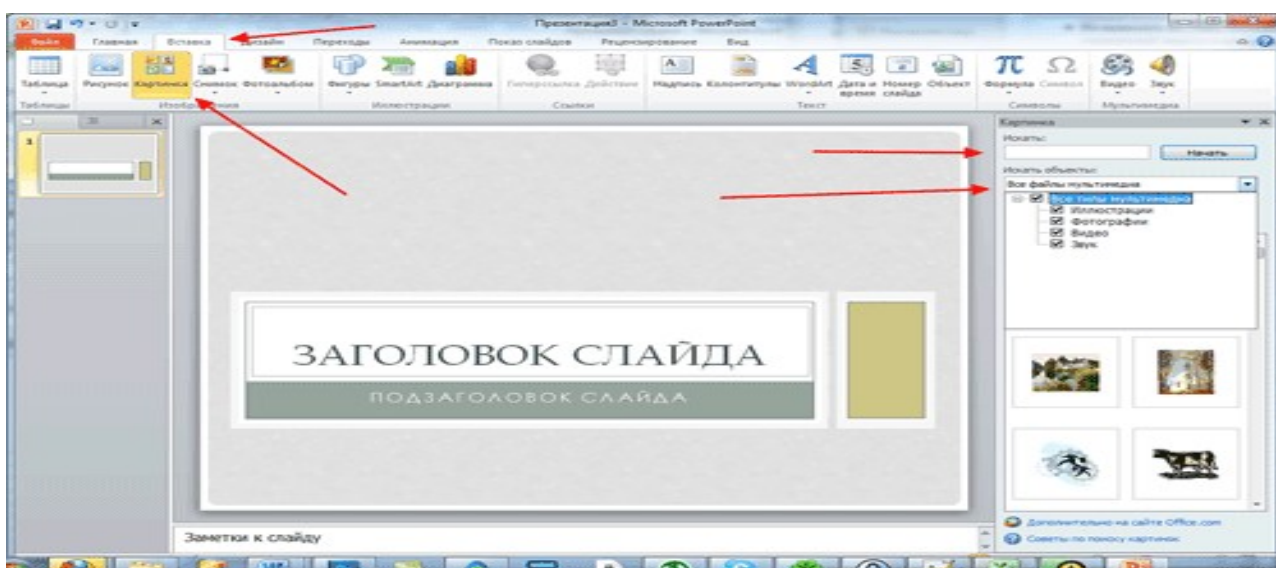 Презентация3 - Microsoft PowerPoint
Файл Главная Вставка Дизайн Переходы Анимация Показ слайдов Рецензирование Вид
Таблица Рисунок Картинка Снимок Фотоальбом Фигуры SmartArt Диаграмма Гиперссылка Действие Надпись Колонтитулы WordArt Дата и время Номер слайда Объект Формула Символ Видео Звук
Таблицы Изображения Иллюстрации Ссылки Текст Символы Мультимедиа
Картинка
Искать:
Начать
Искать объекты:
Все файлы мультимедиа
Все типы мультимедиа
Иллюстрации
Фотографии
Видео
Звук
1
ЗАГОЛОВОК СЛАЙДА
ПОДЗАГОЛОВОК СЛАЙДА
Заметки к слайду
Дополнительно на сайте Office.com
Советы по поиску картинок